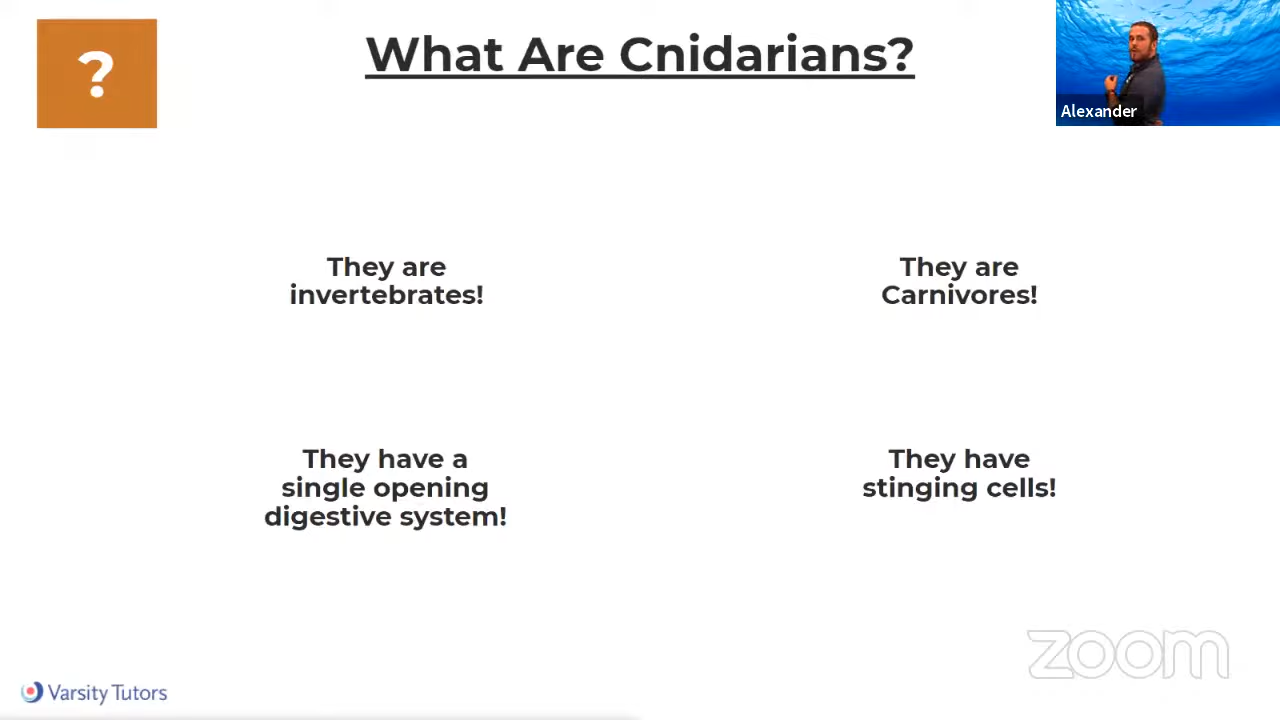 ?
What Are Cnidarians?
Alexander
They are
invertebrates!
They are
Carnivores!
They have a
single opening
digestive system!
They have
stinging cells!
zoom
Varsity Tutors